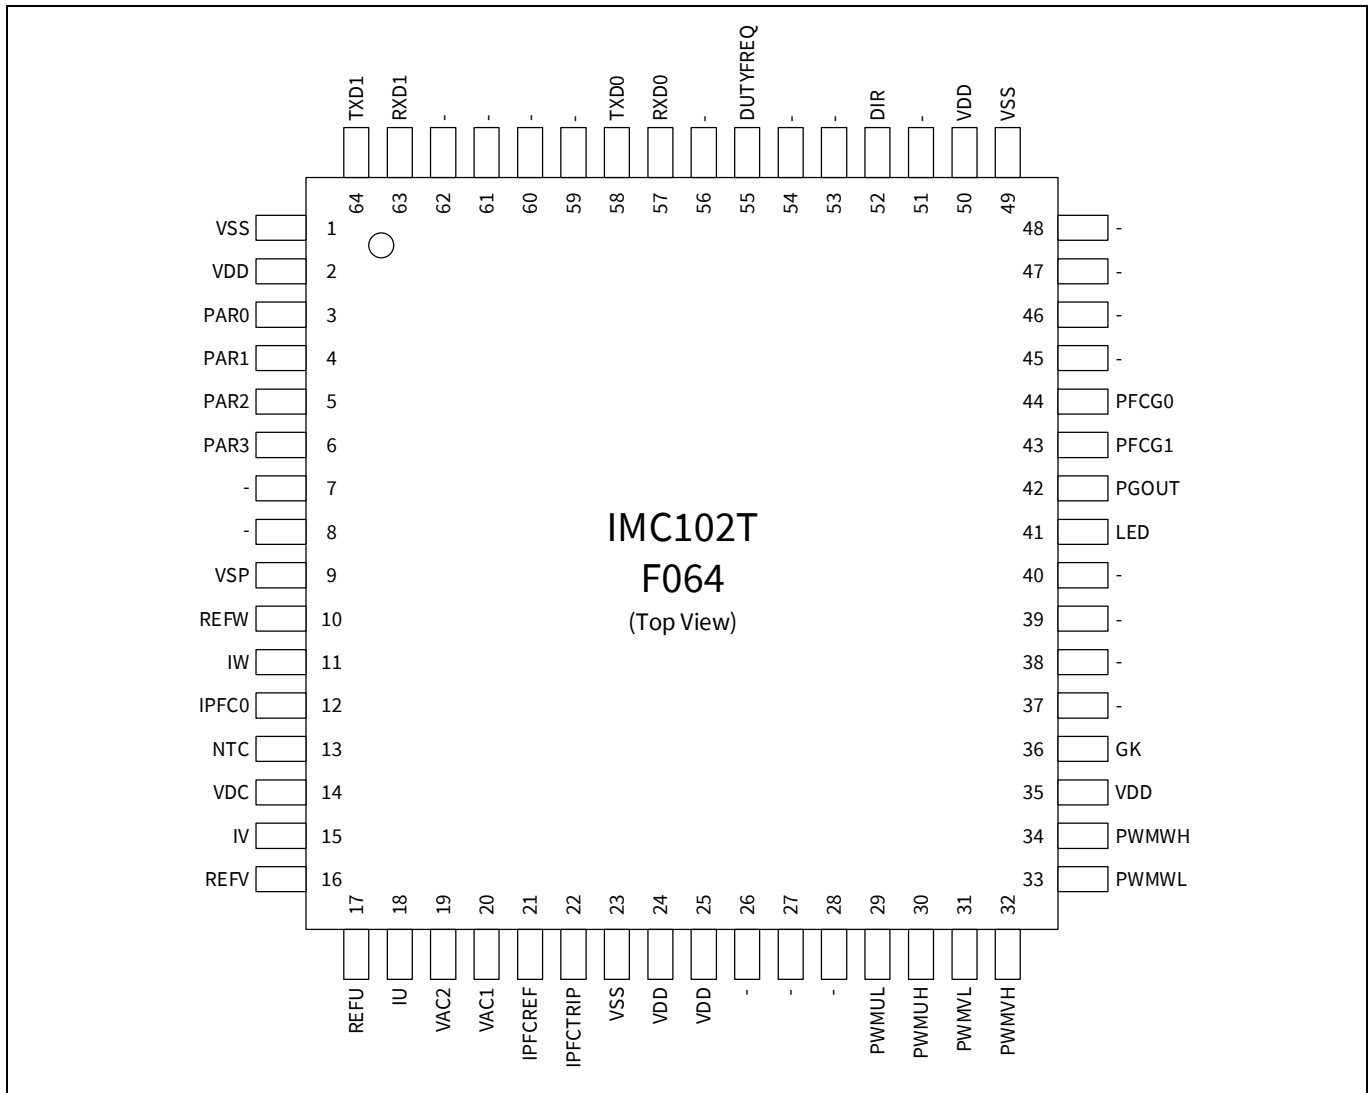 TXD1
RXD1
-
-
-
-
TXD0
RXD0
-
DUTYFREQ
-
-
DIR
-
VDD
VSS
64
63
62
61
60
59
58
57
56
55
54
53
52
51
50
49
VSS 1
VDD 2
PAR0 3
PAR1 4
PAR2 5
PAR3 6
- 7
- 8
VSP 9
REFW 10
IW 11
IPFC0 12
NTC 13
VDC 14
IV 15
REFV 16
IMC102T
F064
(Top View)
48 -
47 -
46 -
45 -
44 PFCG0
43 PFCG1
42 PGOUT
41 LED
40 -
39 -
38 -
37 -
36 GK
35 VDD
34 PWMWH
33 PWMWL
17
18
19
20
21
22
23
24
25
26
27
28
29
30
31
32
REFU
IU
VAC2
VAC1
IPFCREF
IPFCTRIP
VSS
VDD
VDD
-
-
-
PWMUL
PWMUH
PWMVL
PWMVH